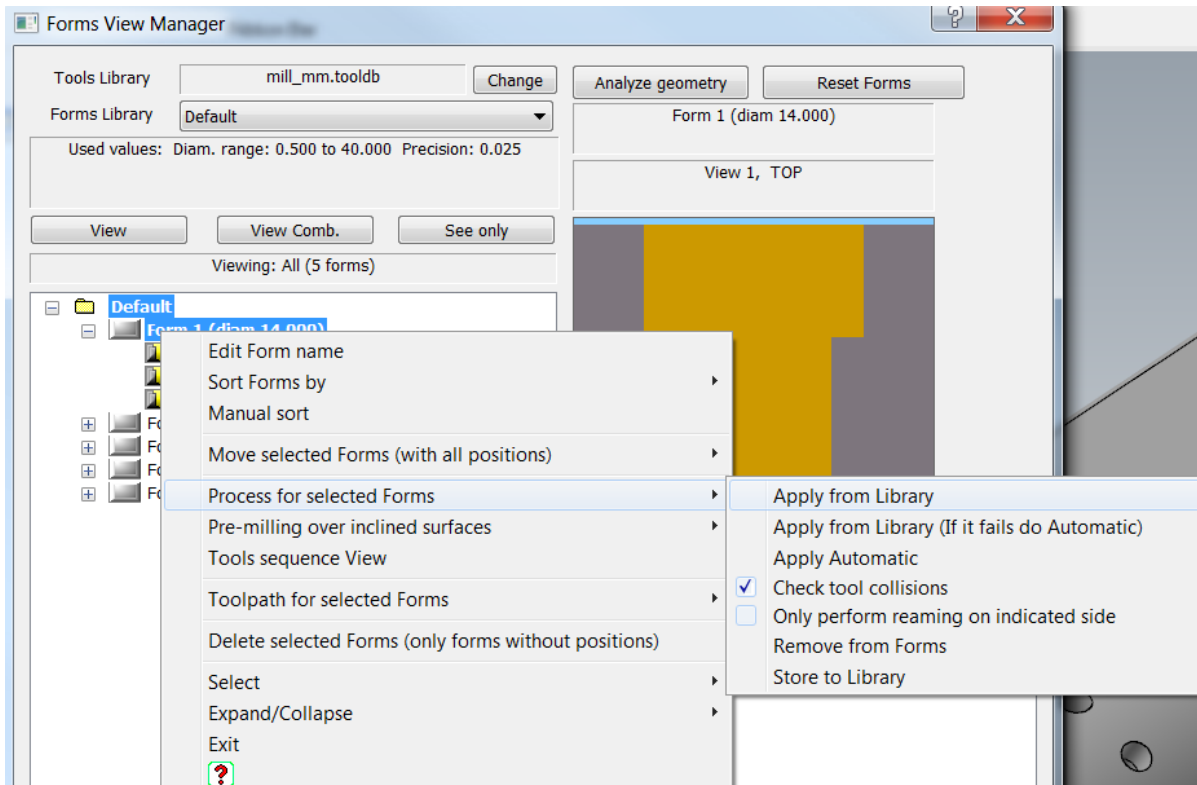 Forms View Manager
Tools Library mill_mm.tooldb Change
Analyze geometry Reset Forms
Forms Library Default
Form 1 (diam 14.000)
Used values: Diam. range: 0.500 to 40.000 Precision: 0.025
View 1, TOP
View View Comb. See only
Viewing: All (5 forms)
Default
Form 1 (diam 14.000)
Edit Form name
Sort Forms by
Manual sort
Move selected Forms (with all positions)
Process for selected Forms
Pre-milling over inclined surfaces
Tools sequence View
Toolpath for selected Forms
Delete selected Forms (only forms without positions)
Select
Expand/Collapse
Exit
?
Apply from Library
Apply from Library (If it fails do Automatic)
Apply Automatic
Check tool collisions
Only perform reaming on indicated side
Remove from Forms
Store to Library